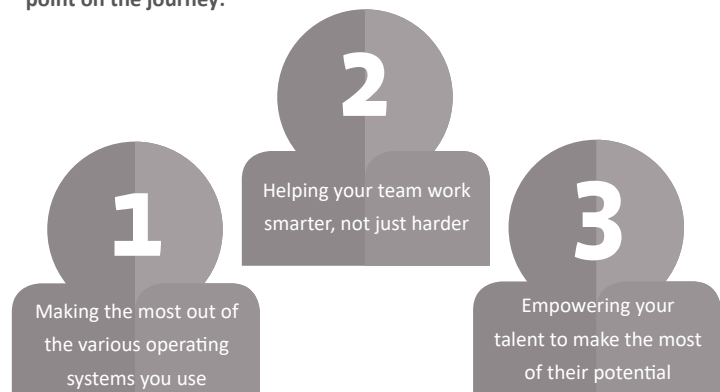 point on the journey:
1
Making the most out of
the various operating
systems you use
2
Helping your team work
smarter, not just harder
3
Empowering your
talent to make the most
of their potential